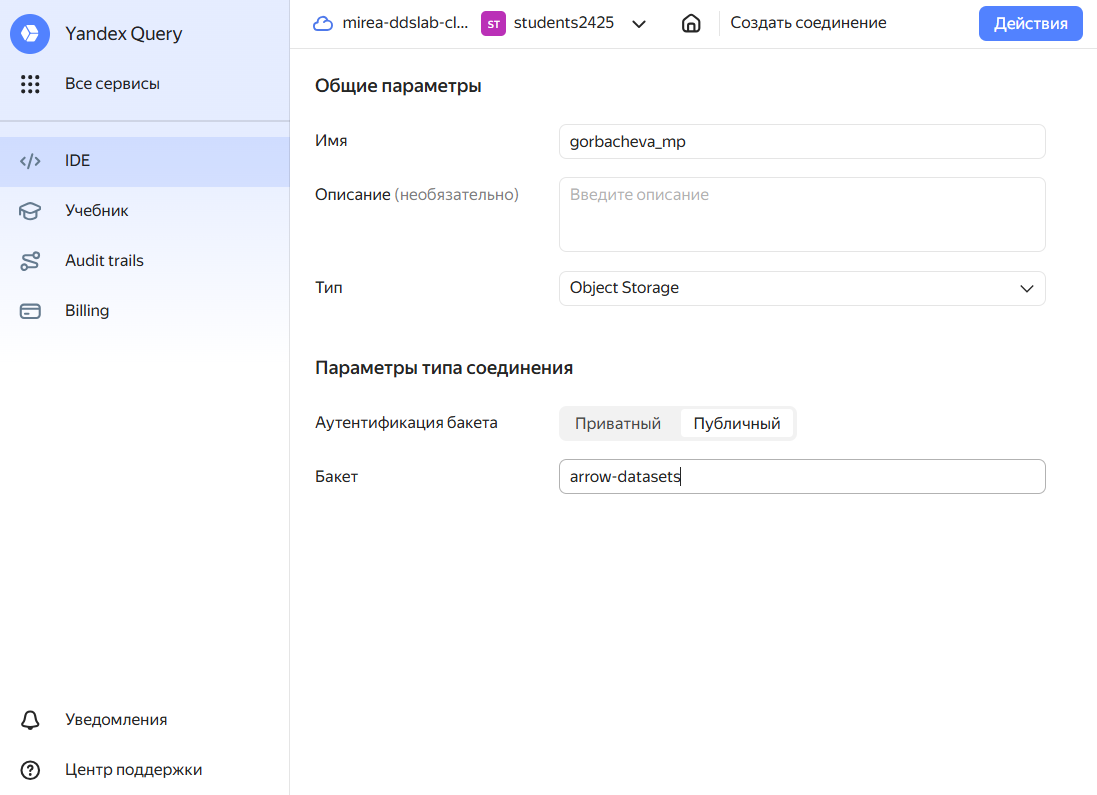 Yandex Query
Все сервисы
IDE
Учебник
Audit trails
Billing
Уведомления
Центр поддержки
mirea-ddslab-cl... ST students2425 Создать соединение Действия
Общие параметры
Имя gorbacheva_mp
Описание (необязательно) Введите описание
Тип Object Storage
Параметры типа соединения
Аутентификация бакета Приватный Публичный
Бакет arrow-datasets